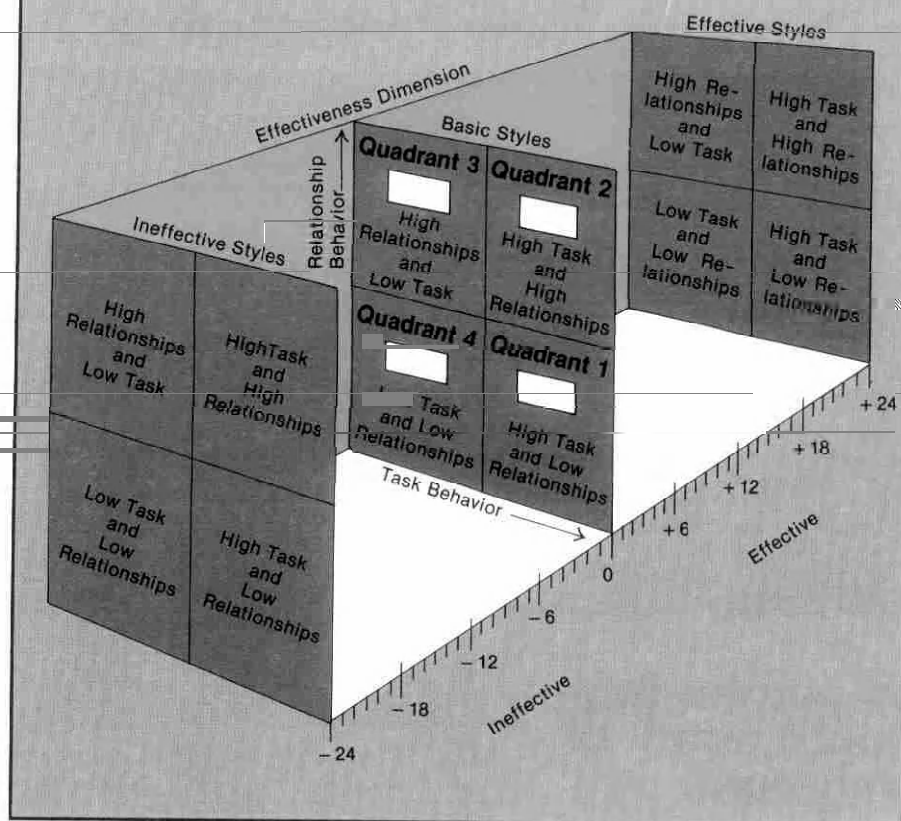 Effective Styles
High Re-
lationships
and
Low Task
High Task
and
High Re-
lationships
Low Task
and
Low Re-
lationships
High Task
and
Low Re-
lationships
Effectiveness Dimension
Basic Styles
Relationship
Behavior
Quadrant 3
High
Relationships
and
Low Task
Quadrant 2
High Task
and
High
Relationships
Quadrant 4
Task
and Low
Relationships
Quadrant 1
High Task
and Low
Relationships
Task Behavior
Ineffective Styles
High
Relationships
and
Low Task
HighTask
and
High
Relationships
Low Task
and
Low
Relationships
High Task
and
Low
Relationships
+24
+18
+12
+6
0
-6
-12
-18
-24
Effective
Ineffective